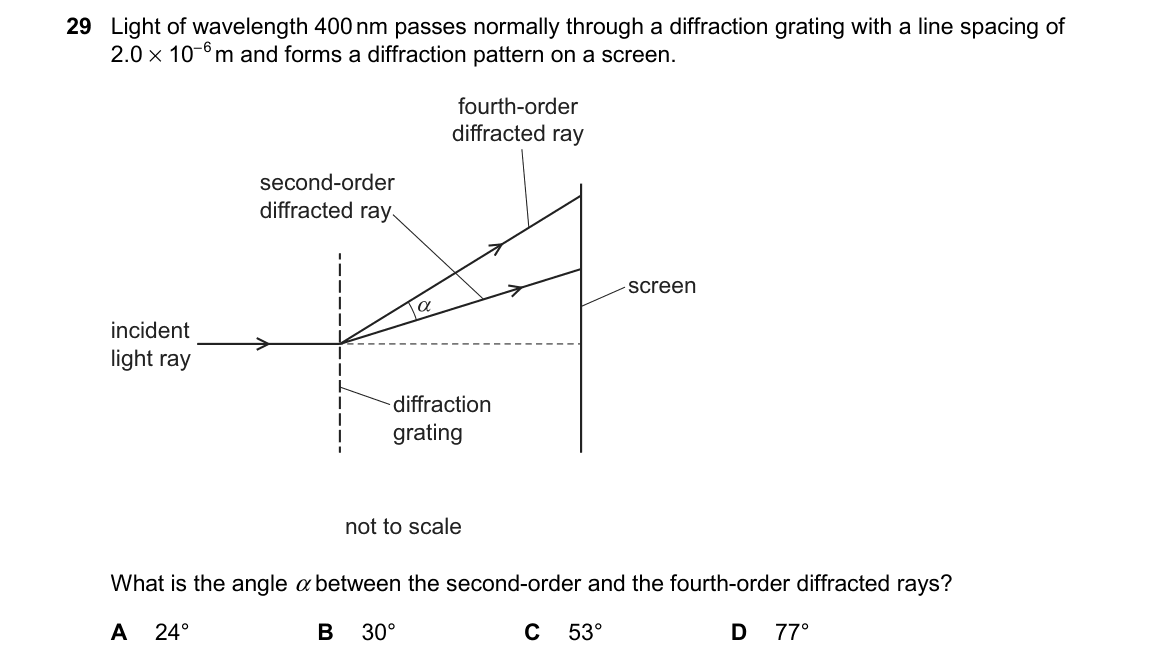 29 Light of wavelength 400 nm passes normally through a diffraction grating with a line spacing of
2.0 × 10⁻⁶ m and forms a diffraction pattern on a screen.
fourth-order
diffracted ray
second-order
diffracted ray
α
screen
incident
light ray
diffraction
grating
not to scale
What is the angle α between the second-order and the fourth-order diffracted rays?
A 24° B 30° C 53° D 77°